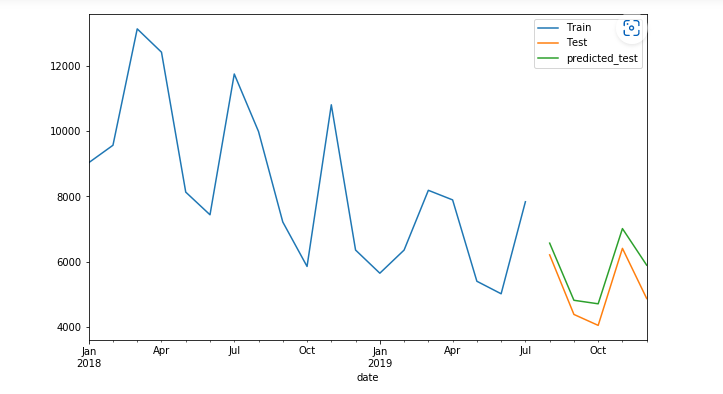 Train
Test
predicted_test
12000
10000
8000
6000
4000
Jan Apr Jul Oct Jan Apr Jul Oct
2018 2019
date